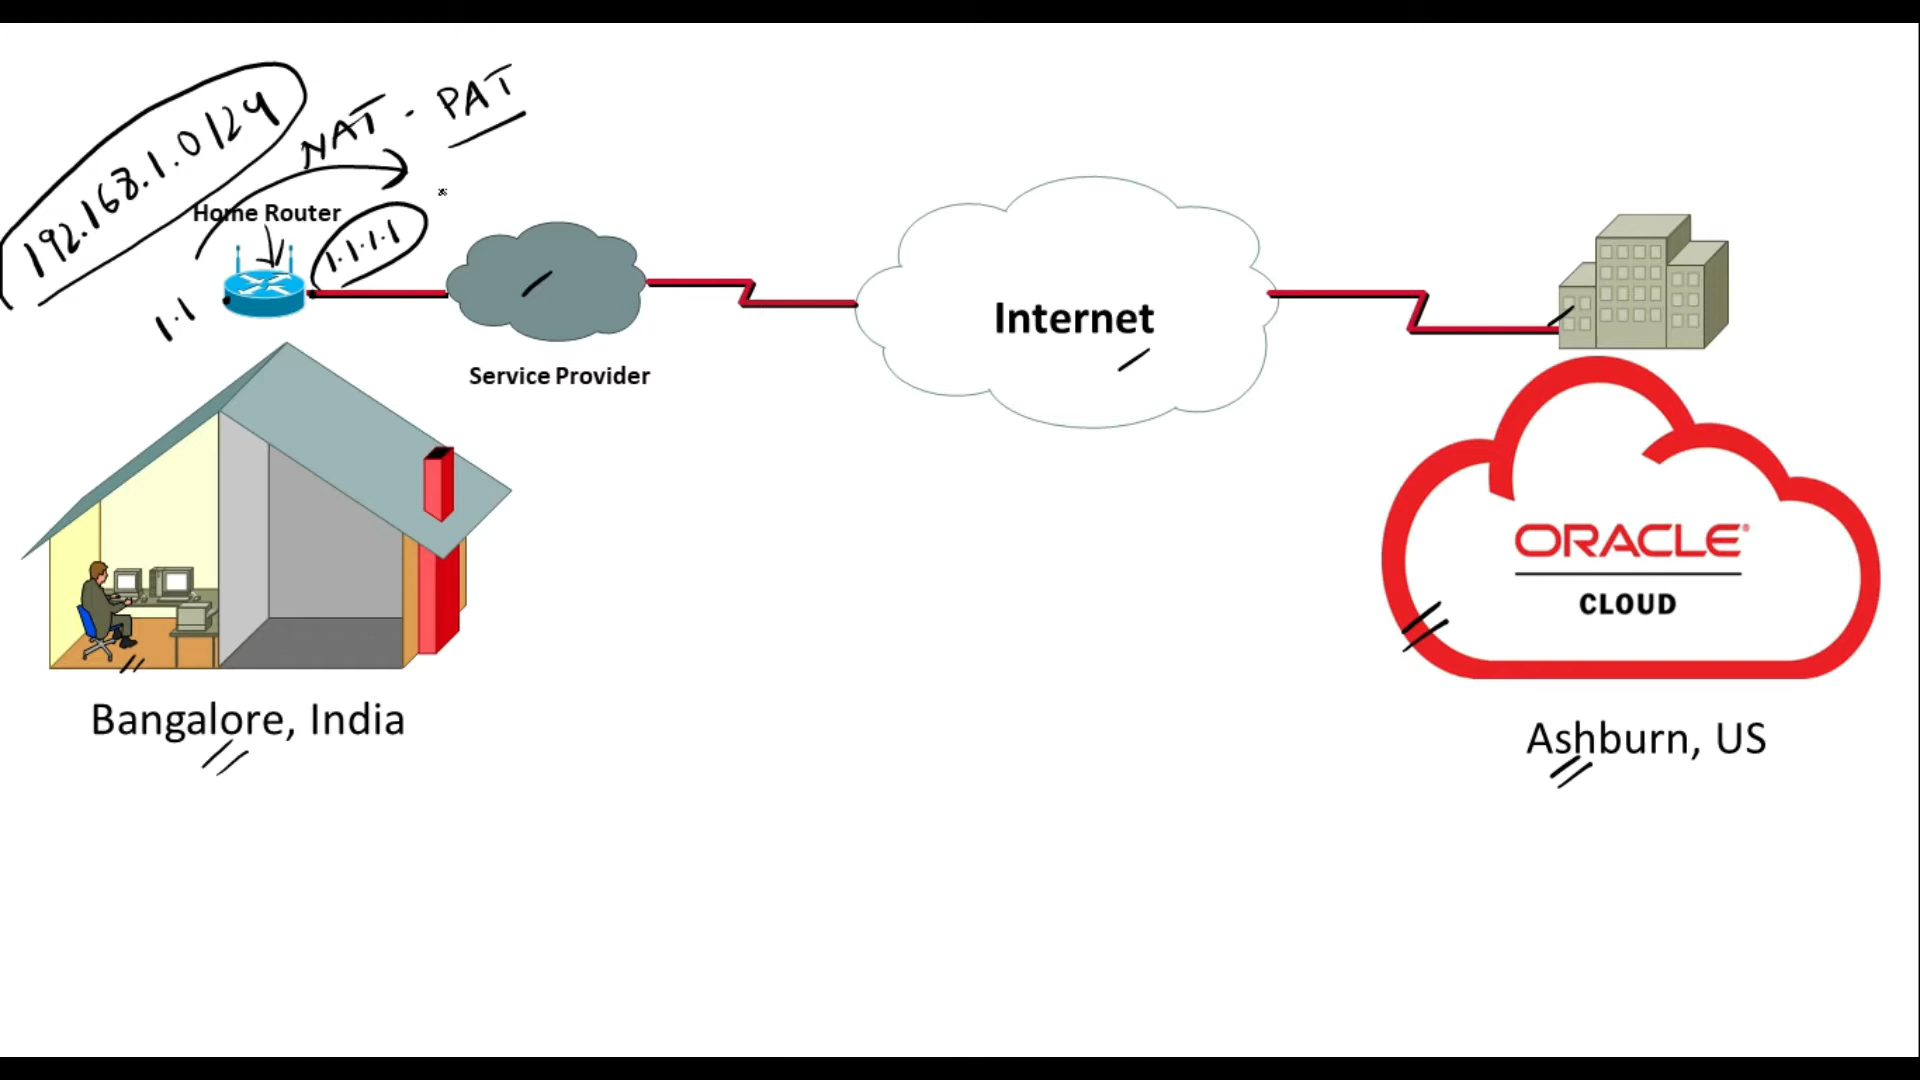 192.168.1.0/24
NAT - PAT
Home Router
1.1.1.1
1.1
Service Provider
Internet
ORACLE®
CLOUD
Bangalore, India
Ashburn, US